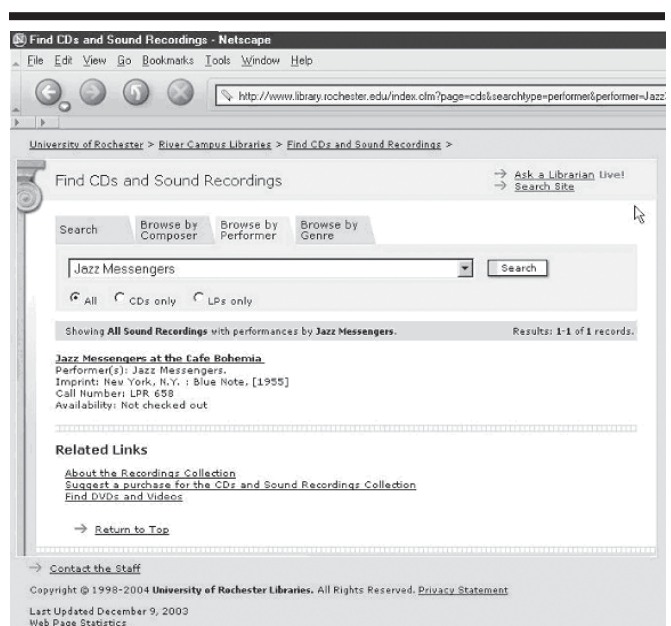 Find CDs and Sound Recordings - Netscape
File Edit View Go Bookmarks Tools Window Help
http://www.library.rochester.edu/index.cfm?page=cds&searchtype=performer&performer=Jazz
University of Rochester > River Campus Libraries > Find CDs and Sound Recordings >
Find CDs and Sound Recordings
→ Ask a Librarian Live!
→ Search Site
Search
Browse by Composer
Browse by Performer
Browse by Genre
Jazz Messengers
Search
All CDs only LPs only
Showing All Sound Recordings with performances by Jazz Messengers. Results: 1-1 of 1 records.
Jazz Messengers at the Cafe Bohemia
Performer(s): Jazz Messengers.
Imprint: New York, N.Y. : Blue Note, [1955]
Call Number: LPR 658
Availability: Not checked out
Related Links
About the Recordings Collection
Suggest a purchase for the CDs and Sound Recordings Collection
Find DVDs and Videos
→ Return to Top
→ Contact the Staff
Copyright © 1998-2004 University of Rochester Libraries. All Rights Reserved. Privacy Statement
Last Updated December 9, 2003
Web Page Statistics